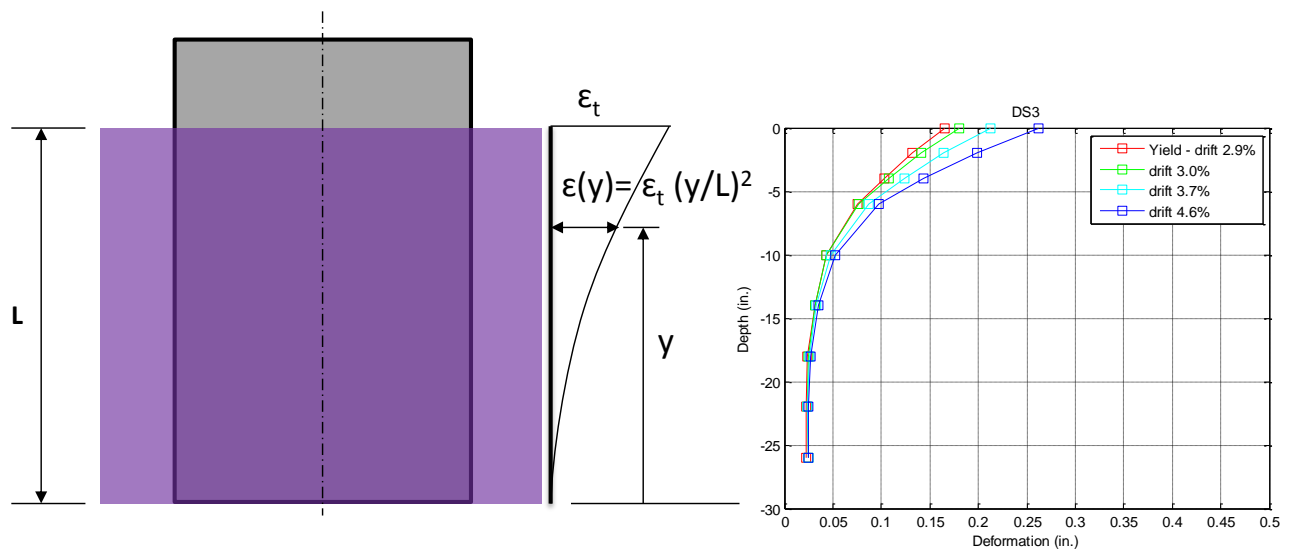 L
εt
ε(y)= εt (y/L)2
y
DS3
Yield - drift 2.9%
drift 3.0%
drift 3.7%
drift 4.6%
0
-5
-10
-15
-20
-25
-30
Depth (in.)
0 0.05 0.1 0.15 0.2 0.25 0.3 0.35 0.4 0.45 0.5
Deformation (in.)